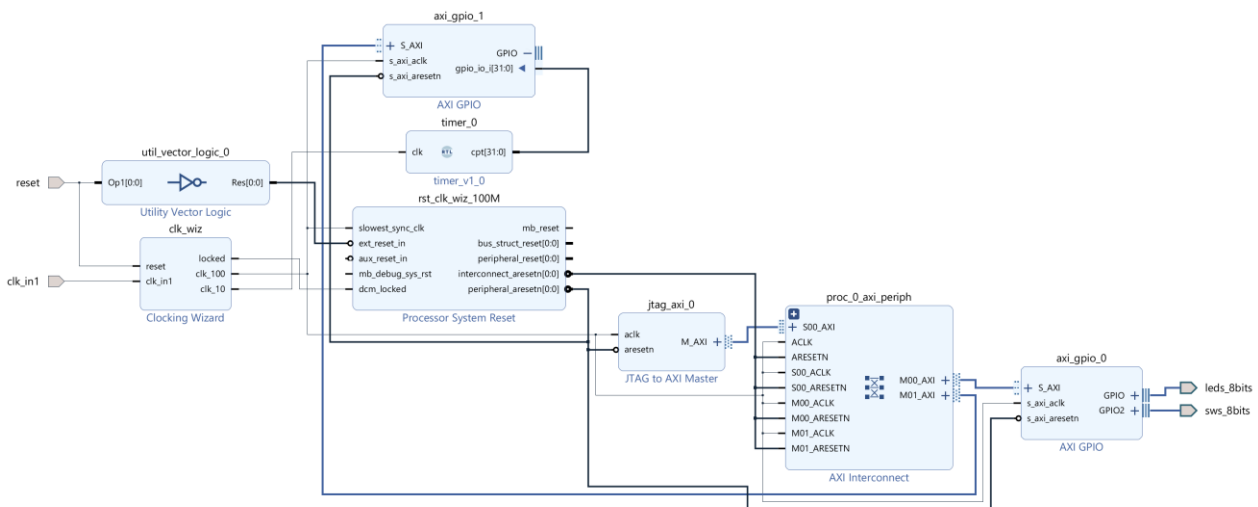 axi_gpio_1
S_AXI
s_axi_aclk
s_axi_aresetn
GPIO
gpio_io_i[31:0]
AXI GPIO
timer_0
clk
RTL
cpt[31:0]
timer_v1_0
util_vector_logic_0
reset
Op1[0:0]
Res[0:0]
Utility Vector Logic
clk_wiz
reset
clk_in1
locked
clk_100
clk_10
Clocking Wizard
clk_in1
rst_clk_wiz_100M
slowest_sync_clk
ext_reset_in
aux_reset_in
mb_debug_sys_rst
dcm_locked
mb_reset
bus_struct_reset[0:0]
peripheral_reset[0:0]
interconnect_aresetn[0:0]
peripheral_aresetn[0:0]
Processor System Reset
jtag_axi_0
aclk
aresetn
M_AXI
JTAG to AXI Master
proc_0_axi_periph
S00_AXI
ACLK
ARESETN
S00_ACLK
S00_ARESETN
M00_ACLK
M00_ARESETN
M01_ACLK
M01_ARESETN
M00_AXI
M01_AXI
AXI Interconnect
axi_gpio_0
S_AXI
s_axi_aclk
s_axi_aresetn
GPIO
GPIO2
AXI GPIO
leds_8bits
sws_8bits